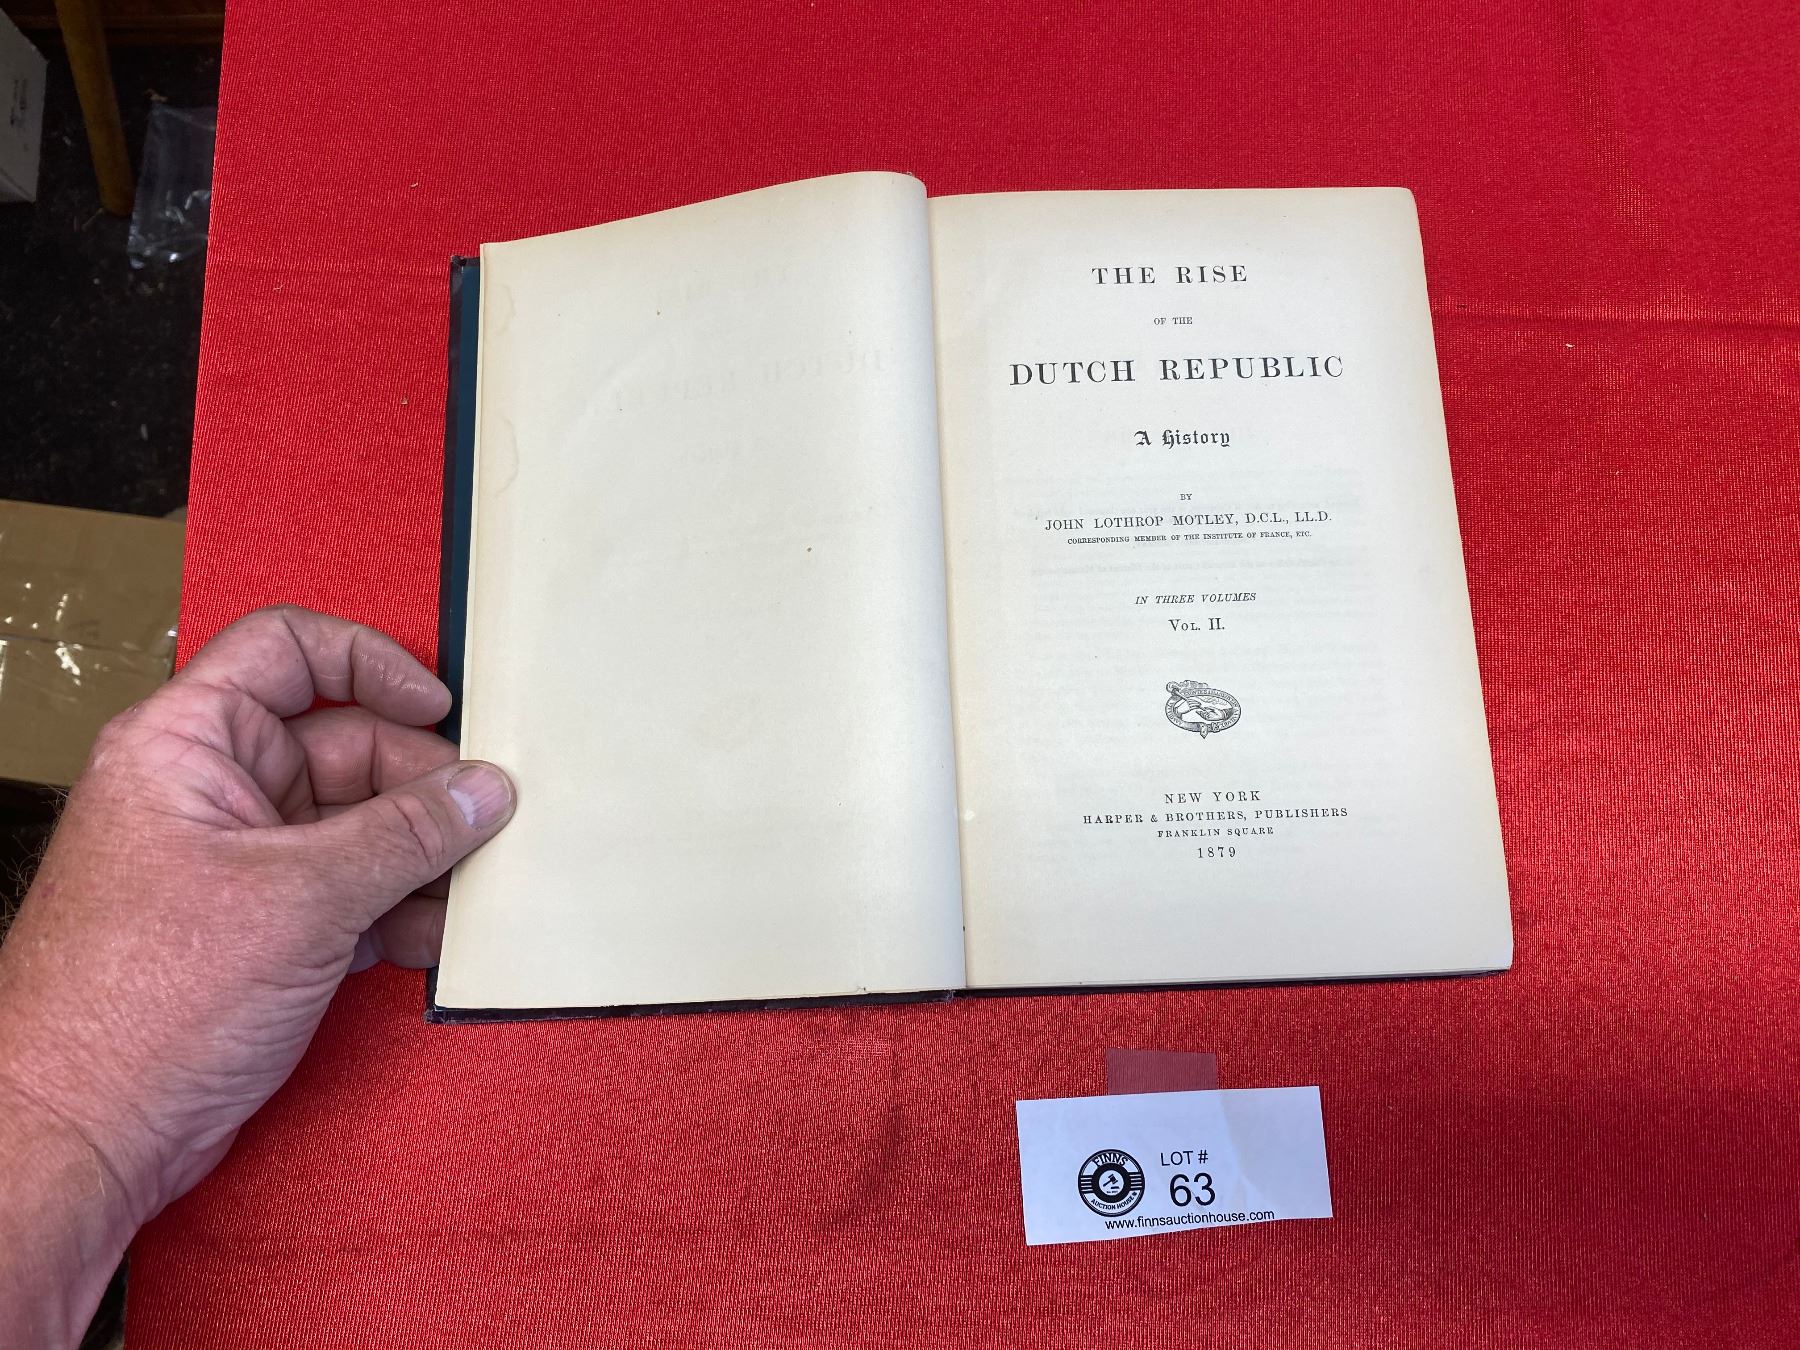 THE RISE
OF THE
DUTCH REPUBLIC
A History
BY
JOHN LOTHROP MOTLEY, D.C.L., LL.D.
CORRESPONDING MEMBER OF THE INSTITUTE OF FRANCE, ETC.
IN THREE VOLUMES
VOL. II.
NEW YORK
HARPER & BROTHERS, PUBLISHERS
FRANKLIN SQUARE
1879
FINNS
AUCTION HOUSE
LOT #
63
www.finnsauctionhouse.com